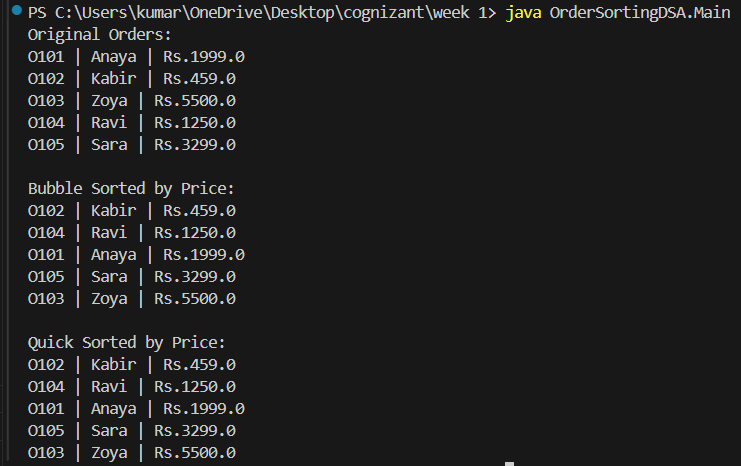 PS C:\Users\kumar\OneDrive\Desktop\cognizant\week 1> java OrderSortingDSA.Main
Original Orders:
O101 | Anaya | Rs.1999.0
O102 | Kabir | Rs.459.0
O103 | Zoya | Rs.5500.0
O104 | Ravi | Rs.1250.0
O105 | Sara | Rs.3299.0

Bubble Sorted by Price:
O102 | Kabir | Rs.459.0
O104 | Ravi | Rs.1250.0
O101 | Anaya | Rs.1999.0
O105 | Sara | Rs.3299.0
O103 | Zoya | Rs.5500.0

Quick Sorted by Price:
O102 | Kabir | Rs.459.0
O104 | Ravi | Rs.1250.0
O101 | Anaya | Rs.1999.0
O105 | Sara | Rs.3299.0
O103 | Zoya | Rs.5500.0